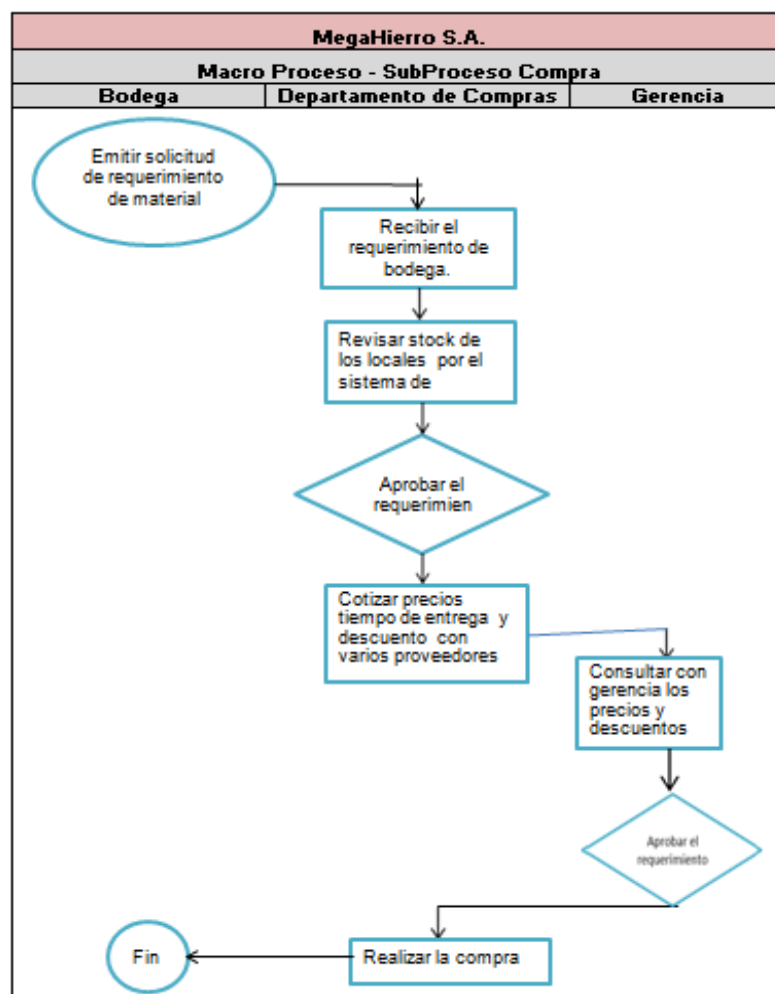 MegaHierro S.A.
Macro Proceso - SubProceso Compra
Bodega
Departamento de Compras
Gerencia
Emitir solicitud
de requerimiento
de material
Recibir el
requerimiento de
bodega.
Revisar stock de
los locales por el
sistema de
Aprobar el
requerimien
Cotizar precios
tiempo de entrega y
descuento con
varios proveedores
Consultar con
gerencia los
precios y
descuentos
Aprobar el
requerimiento
Realizar la compra
Fin